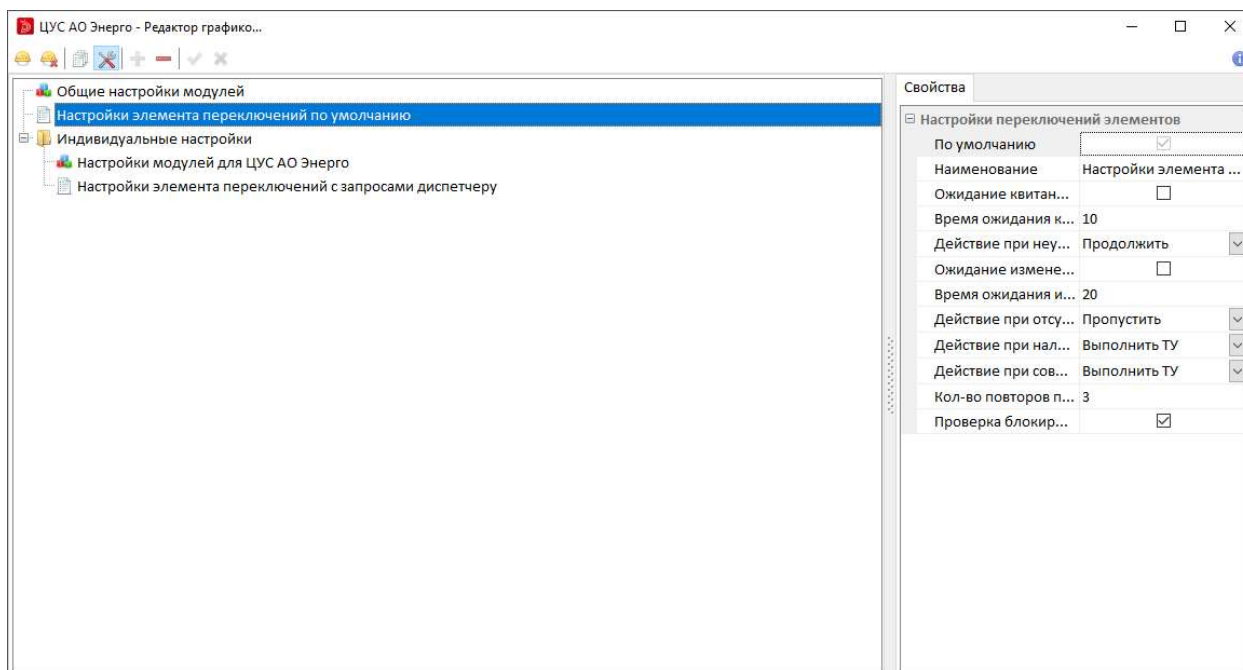 ЦУС АО Энерго - Редактор графико...
Общие настройки модулей
Настройки элемента переключений по умолчанию
Индивидуальные настройки
Настройки модулей для ЦУС АО Энерго
Настройки элемента переключений с запросами диспетчеру
Свойства
Настройки переключений элементов
По умолчанию
Наименование Настройки элемента ...
Ожидание квитан...
Время ожидания к... 10
Действие при неу... Продолжить
Ожидание измене...
Время ожидания и... 20
Действие при отсу... Пропустить
Действие при нал... Выполнить ТУ
Действие при сов... Выполнить ТУ
Кол-во повторов п... 3
Проверка блокир...